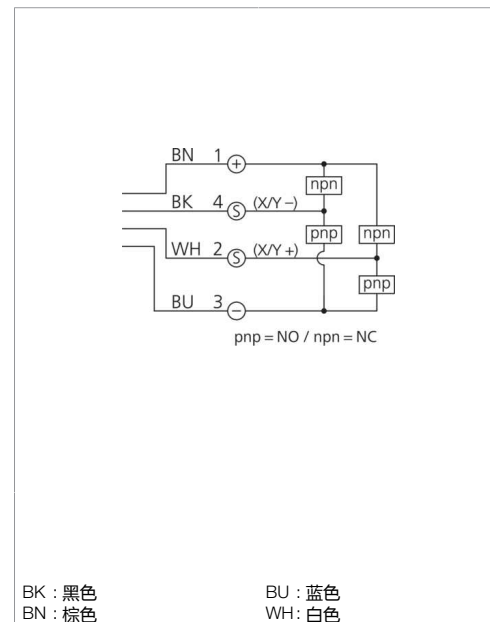 BN 1 +
npn
BK 4 S (X/Y –)
pnp npn
WH 2 S (X/Y +)
pnp
BU 3 –
pnp = NO / npn = NC
BK : 黑色 BU : 蓝色
BN : 棕色 WH : 白色